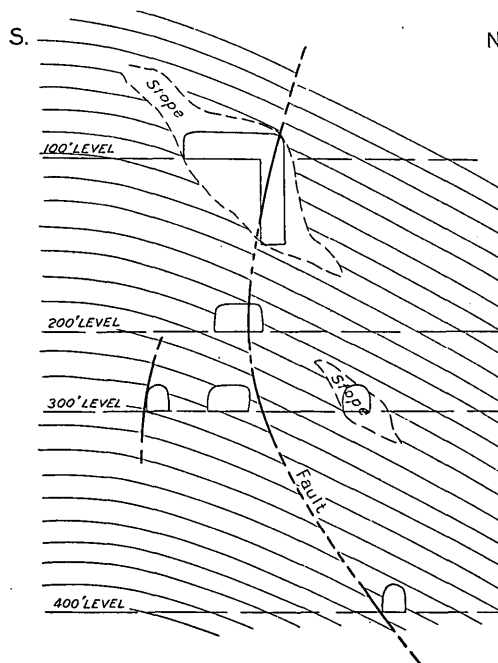 S.
N
Stope
100' LEVEL
200' LEVEL
300' LEVEL
Stope
Fault
400' LEVEL